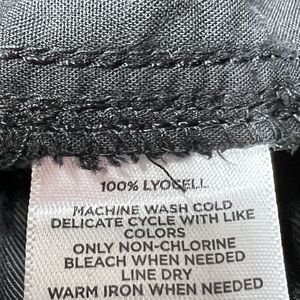 100% LYOCELL
MACHINE WASH COLD
DELICATE CYCLE WITH LIKE
COLORS
ONLY NON-CHLORINE
BLEACH WHEN NEEDED
LINE DRY
WARM IRON WHEN NEEDED